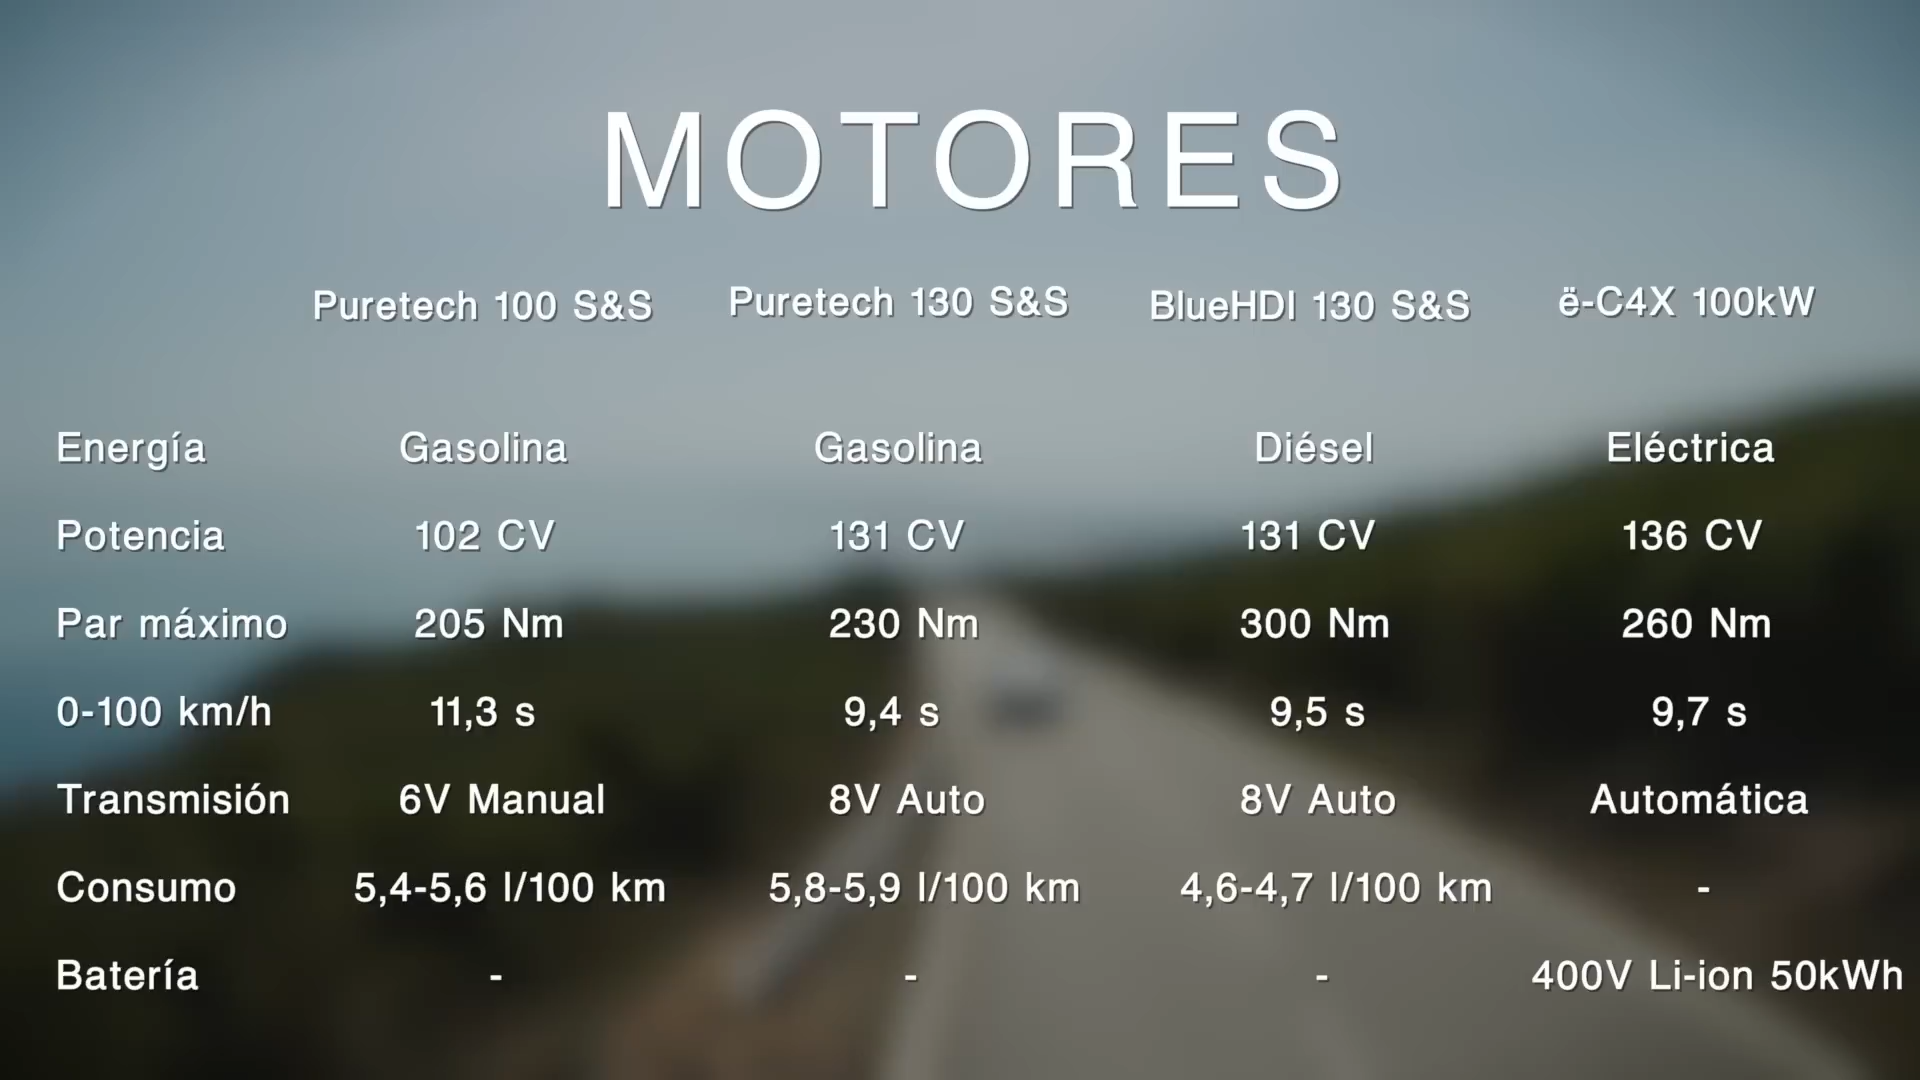 MOTORES
Puretech 100 S&S Puretech 130 S&S BlueHDI 130 S&S ë-C4X 100kW
Energía Gasolina Gasolina Diésel Eléctrica
Potencia 102 CV 131 CV 131 CV 136 CV
Par máximo 205 Nm 230 Nm 300 Nm 260 Nm
0-100 km/h 11,3 s 9,4 s 9,5 s 9,7 s
Transmisión 6V Manual 8V Auto 8V Auto Automática
Consumo 5,4-5,6 l/100 km 5,8-5,9 l/100 km 4,6-4,7 l/100 km -
Batería - - - 400V Li-ion 50kWh